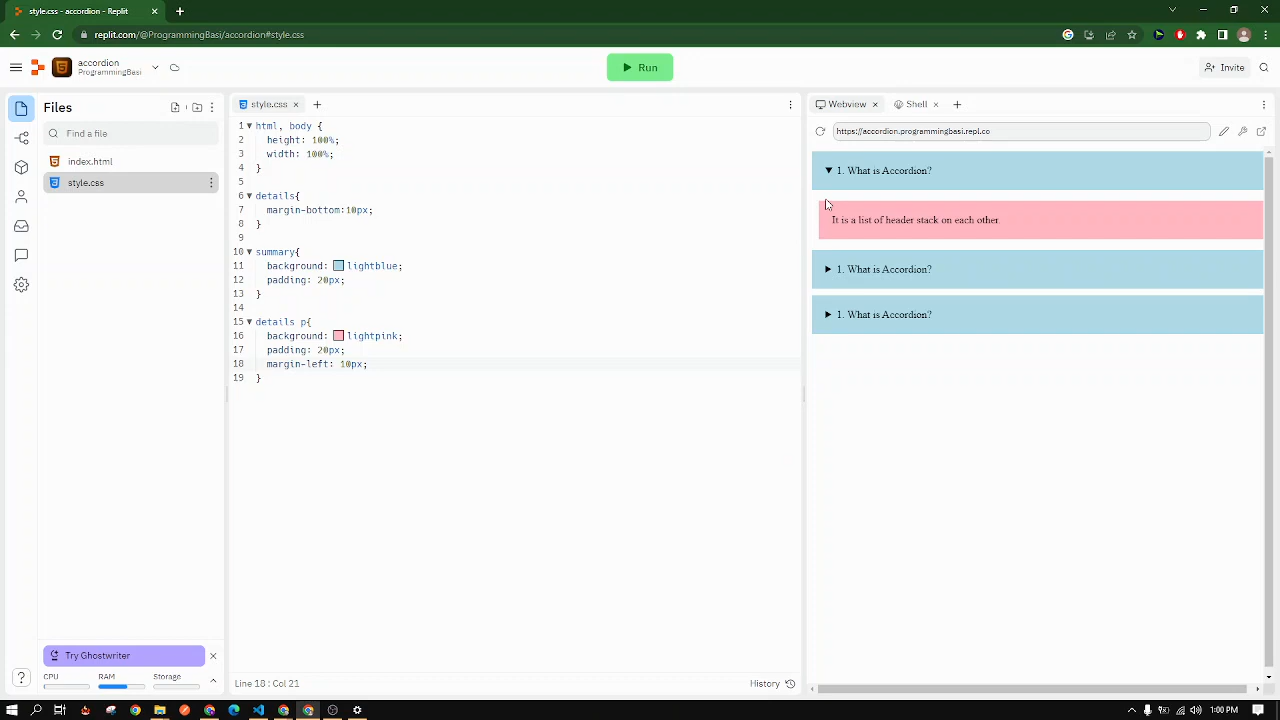 style.css - accordion - Replit
replit.com/@ProgrammingBasi/accordion#style.css
accordion
ProgrammingBasi
Run
Invite
Files
Find a file
index.html
style.css
style.css
1 html, body {
2 height: 100%;
3 width: 100%;
4 }
5
6 details{
7 margin-bottom:10px;
8 }
9
10 summary{
11 background: lightblue;
12 padding: 20px;
13 }
14
15 details p{
16 background: lightpink;
17 padding: 20px;
18 margin-left: 10px;
19 }
Webview
Shell
https://accordion.programmingbasi.repl.co
1. What is Accordion?
It is a list of header stack on each other.
1. What is Accordion?
1. What is Accordion?
Try Ghostwriter
CPU RAM Storage
Line 18 : Col 21
History
1:00 PM